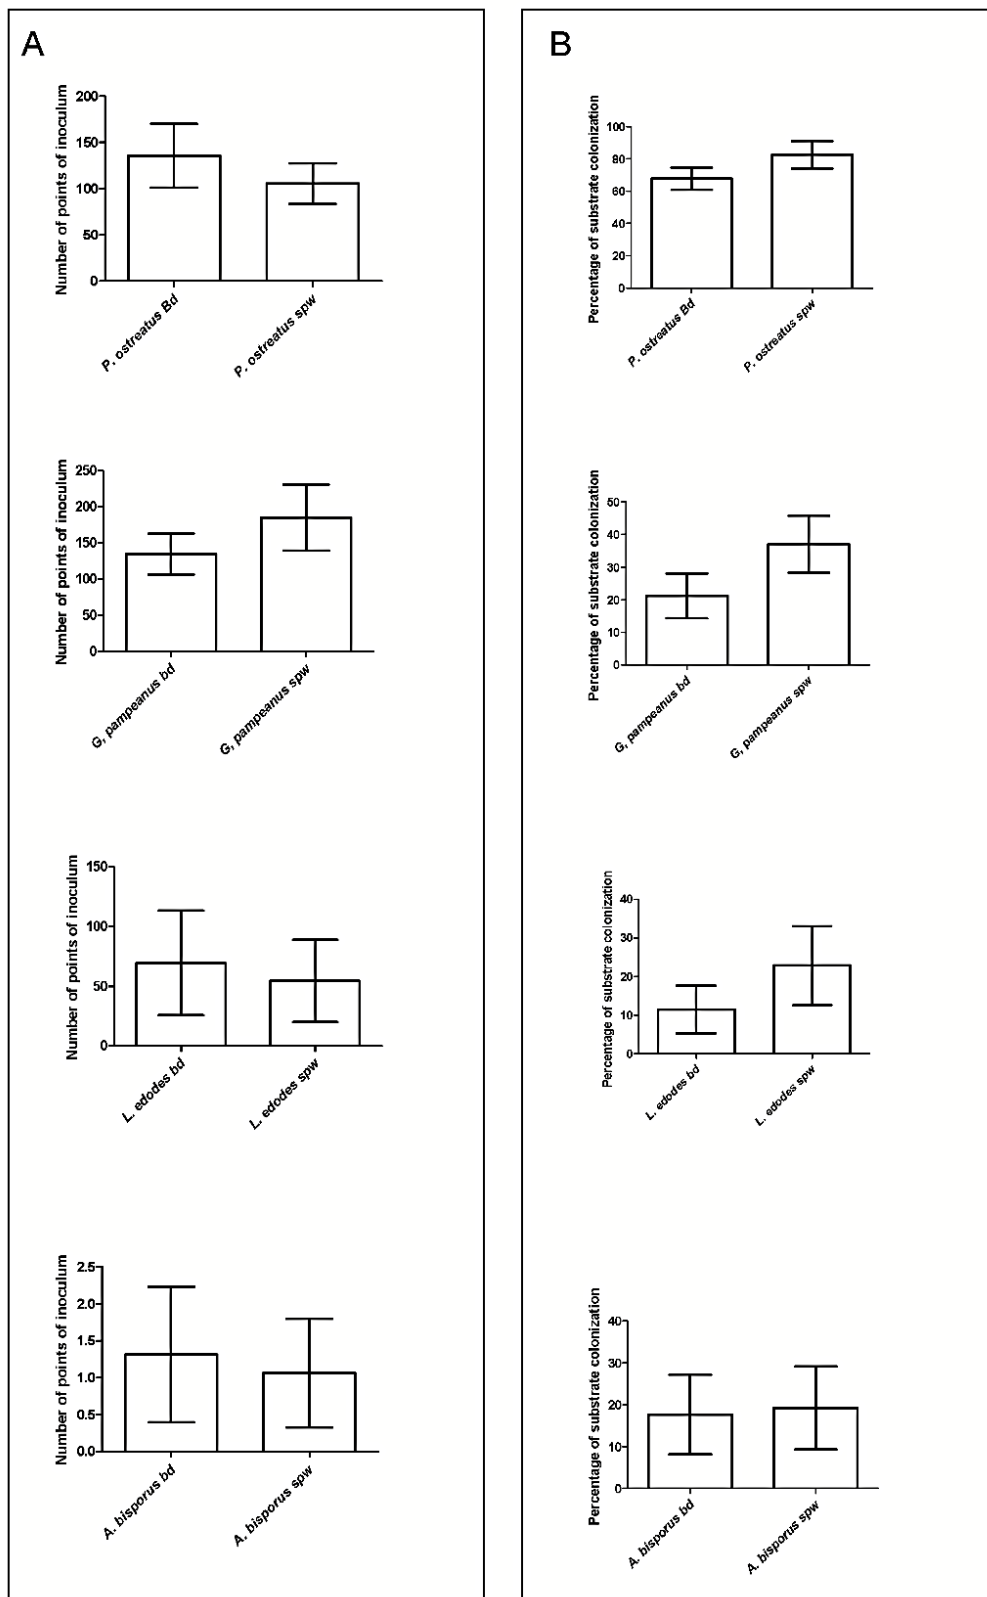 A
Number of points of inoculum
200
150
100
50
0
P. ostreatus Bd
P. ostreatus spw
Number of points of inoculum
250
200
150
100
50
0
G, pampeanus bd
G, pampeanus spw
Number of points of inoculum
150
100
50
0
L. edodes bd
L. edodes spw
Number of points of inoculum
2.5
2.0
1.5
1.0
0.5
0.0
A. bisporus bd
A. bisporus spw
B
Percentage of substrate colonization
100
80
60
40
20
0
P. ostreatus Bd
P. ostreatus spw
Percentage of substrate colonization
50
40
30
20
10
0
G, pampeanus bd
G, pampeanus spw
Percentage of substrate colonization
40
30
20
10
0
L. edodes bd
L. edodes spw
Percentage of substrate colonization
40
30
20
10
0
A. bisporus bd
A. bisporus spw